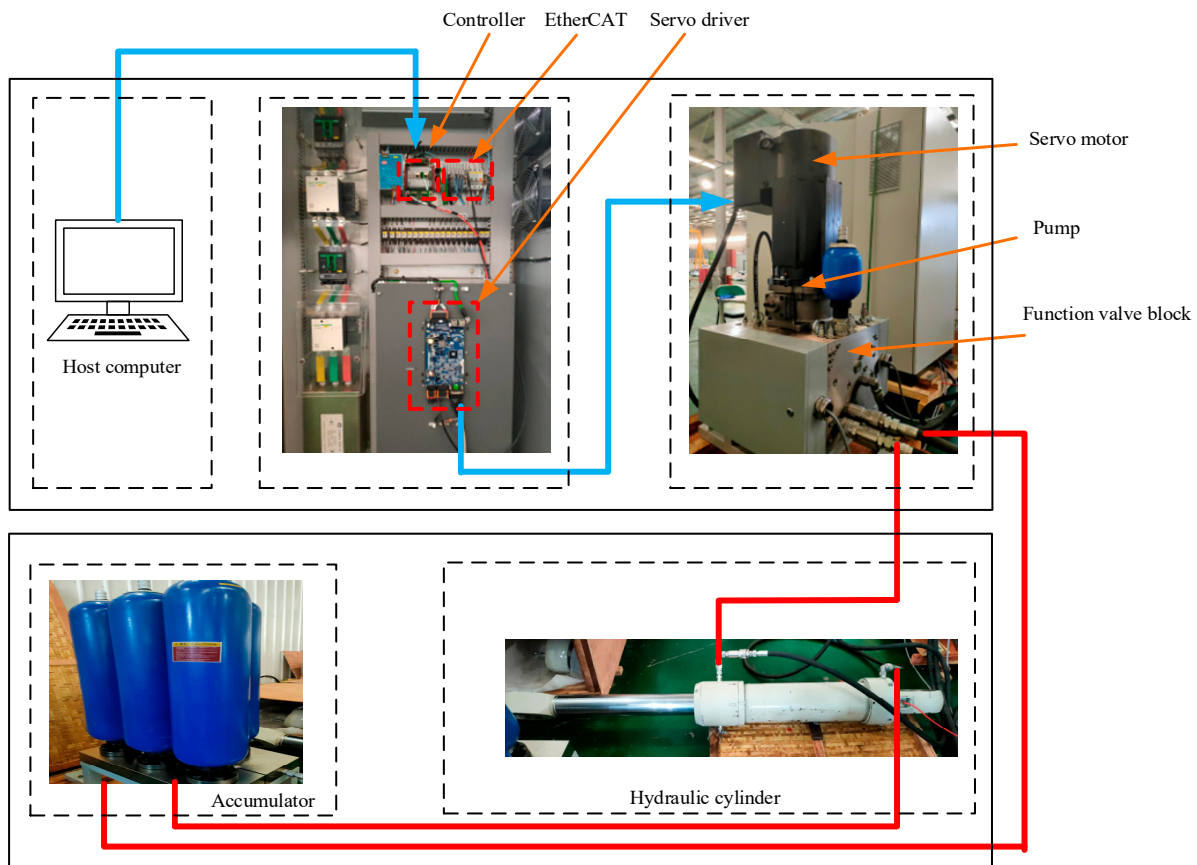 Controller
EtherCAT
Servo driver
Servo motor
Pump
Function valve block
Host computer
Accumulator
Hydraulic cylinder